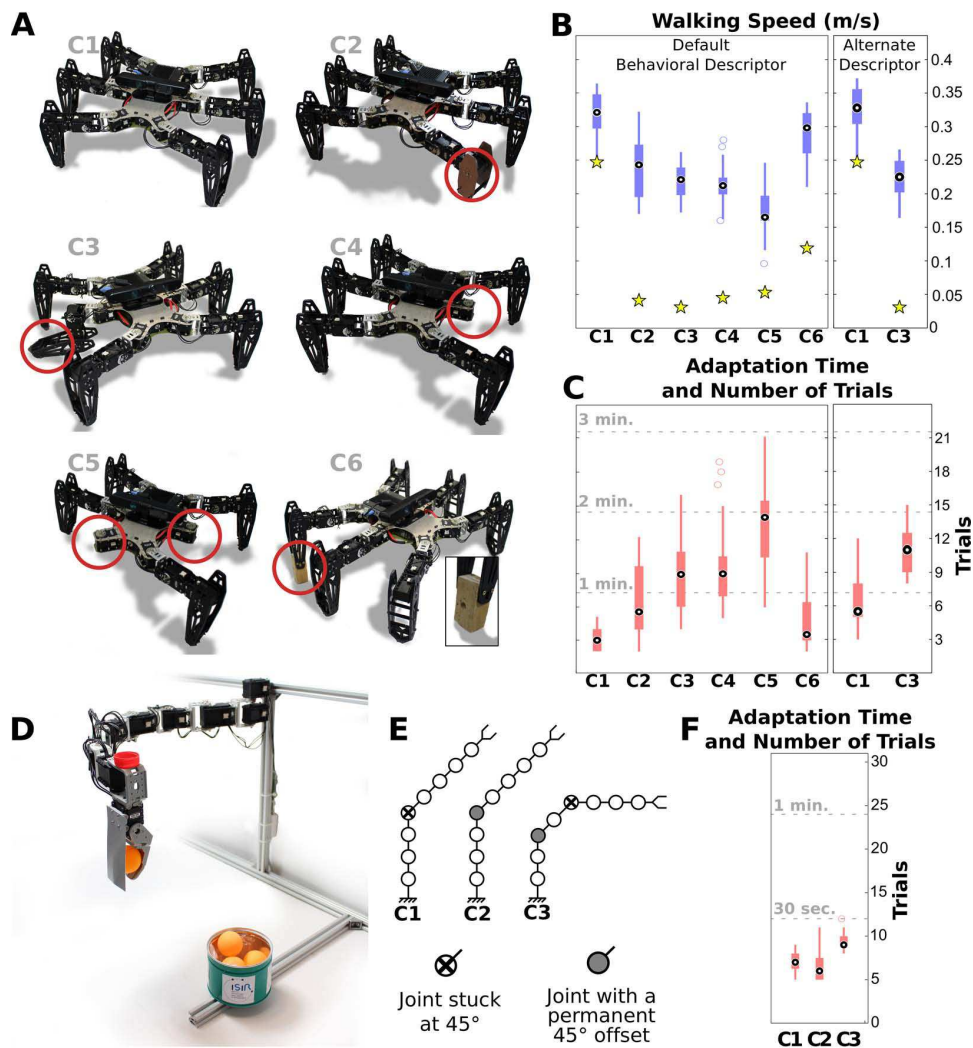 A
C1
C2
C3
C4
C5
C6
B
Walking Speed (m/s)
Default
Behavioral Descriptor
Alternate
Descriptor
0.4
0.35
0.3
0.25
0.2
0.15
0.1
0.05
0
C1 C2 C3 C4 C5 C6 C1 C3
C
Adaptation Time
and Number of Trials
3 min.
2 min.
1 min.
21
18
15
12
9
6
3
Trials
C1 C2 C3 C4 C5 C6 C1 C3
D
ISIR
E
C1 C2 C3
Joint stuck
at 45°
Joint with a
permanent
45° offset
F
Adaptation Time
and Number of Trials
1 min.
30 sec.
30
25
20
15
10
5
0
Trials
C1 C2 C3